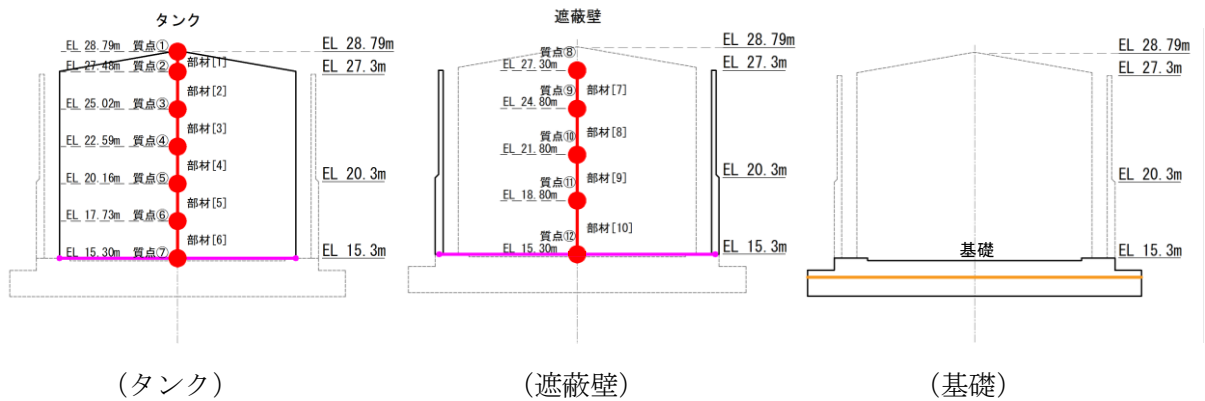 タンク
EL 28.79m 質点①
EL 28.79m
部材[1]
EL 27.48m 質点②
EL 27.3m
部材[2]
EL 25.02m 質点③
部材[3]
EL 22.59m 質点④
部材[4]
EL 20.16m 質点⑤
EL 20.3m
部材[5]
EL 17.73m 質点⑥
部材[6]
EL 15.30m 質点⑦
EL 15.3m
(タンク)
遮蔽壁
EL 28.79m
質点⑧
EL 27.30m
EL 27.3m
部材[7]
質点⑨
EL 24.80m
部材[8]
質点⑩
EL 21.80m
部材[9]
EL 20.3m
質点⑪
EL 18.80m
部材[10]
質点⑫
EL 15.30m
EL 15.3m
(遮蔽壁)
EL 28.79m
EL 27.3m
EL 20.3m
基礎
EL 15.3m
(基礎)